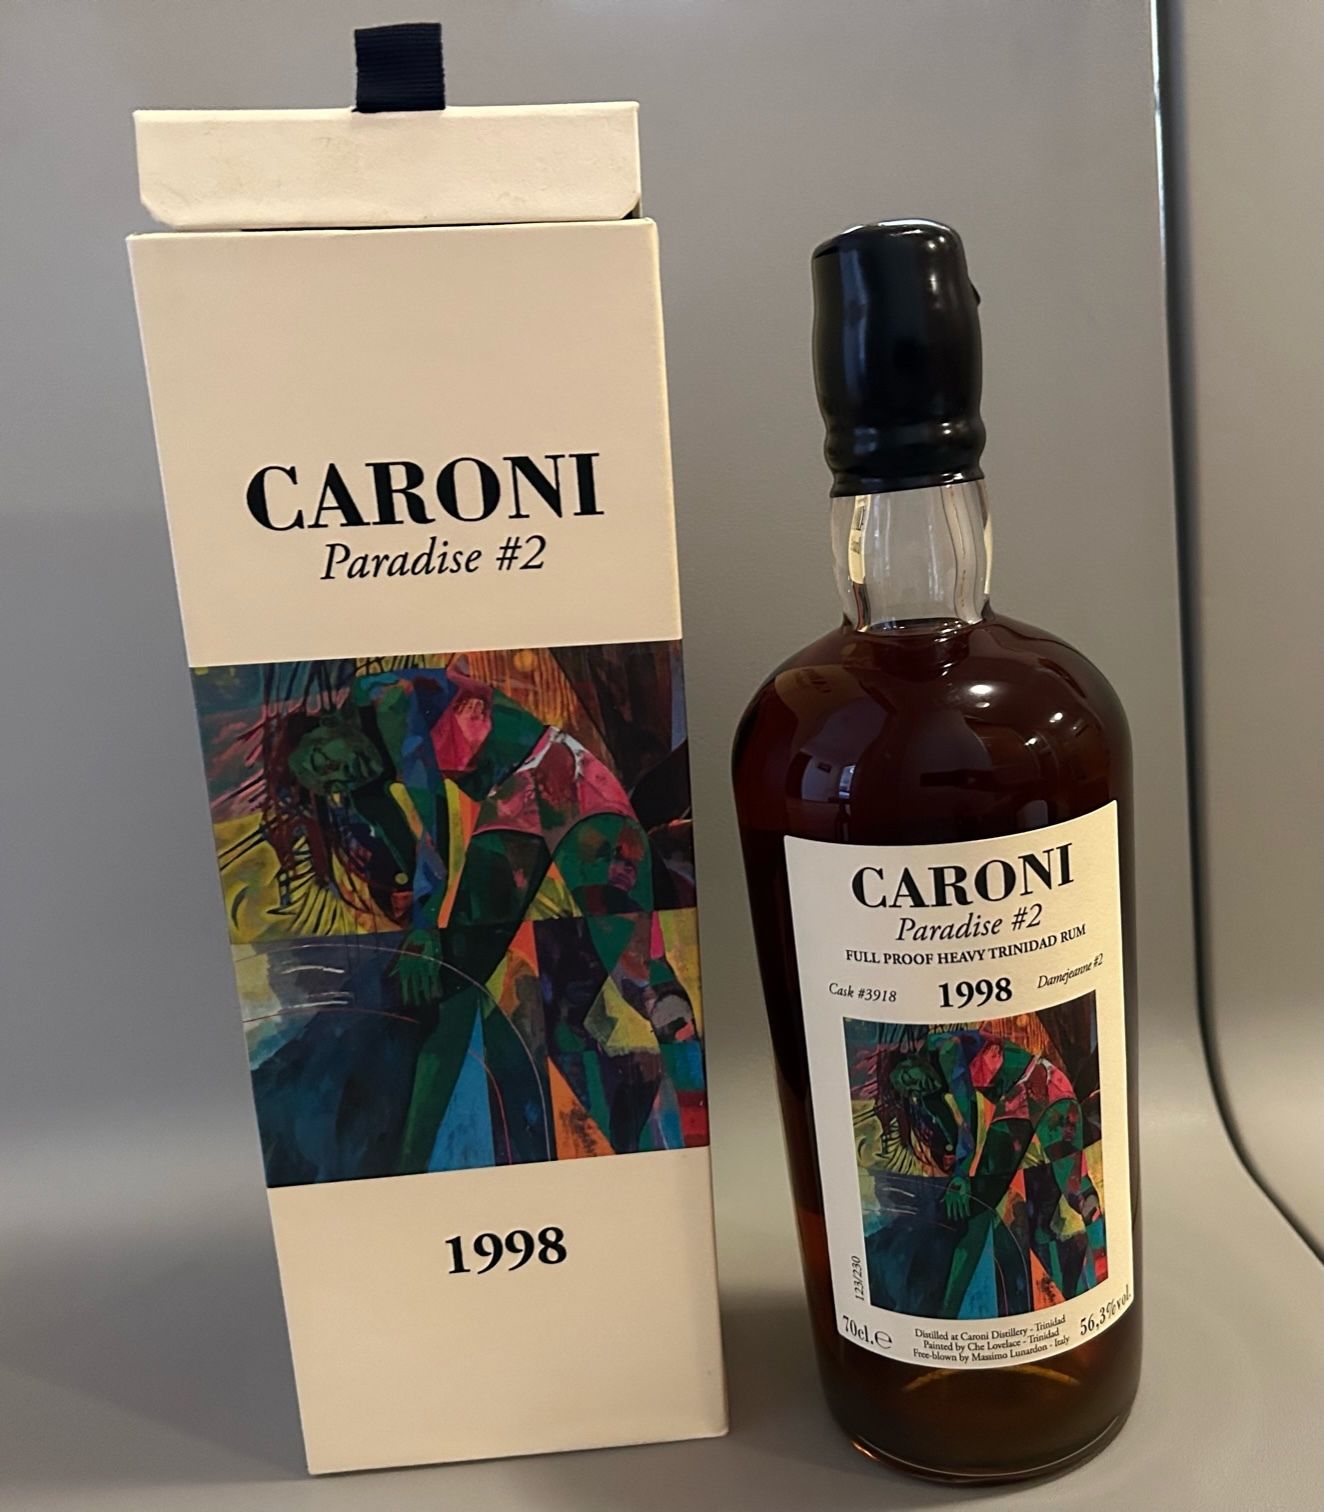 CARONI
Paradise #2
1998
CARONI
Paradise #2
FULL PROOF HEAVY TRINIDAD RUM
Cask #3918 1998 Damejeanne #2
123/230
70cl.e 56,3%vol.
Distilled at Caroni Distillery - Trinidad
Painted by Che Lovelace - Trinidad
Free-blown by Massimo Lunardon - Italy